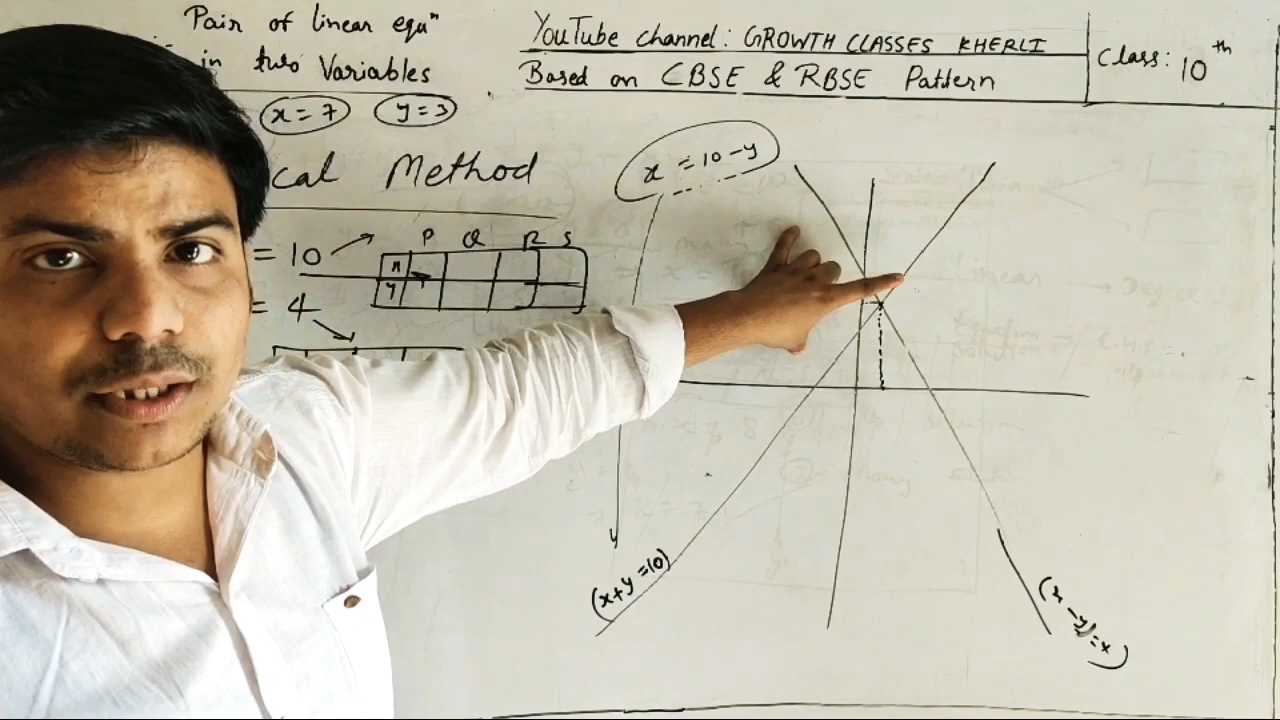 Pair of linear equⁿ
in two Variables
x = 7 y = 3
YouTube channel: GROWTH CLASSES KHERLI
Based on CBSE & RBSE Pattern
Class: 10th
cal Method
x = 10 - y
= 10
P Q R S
x
y
= 4
(x+y=10)
(x-y)=
y